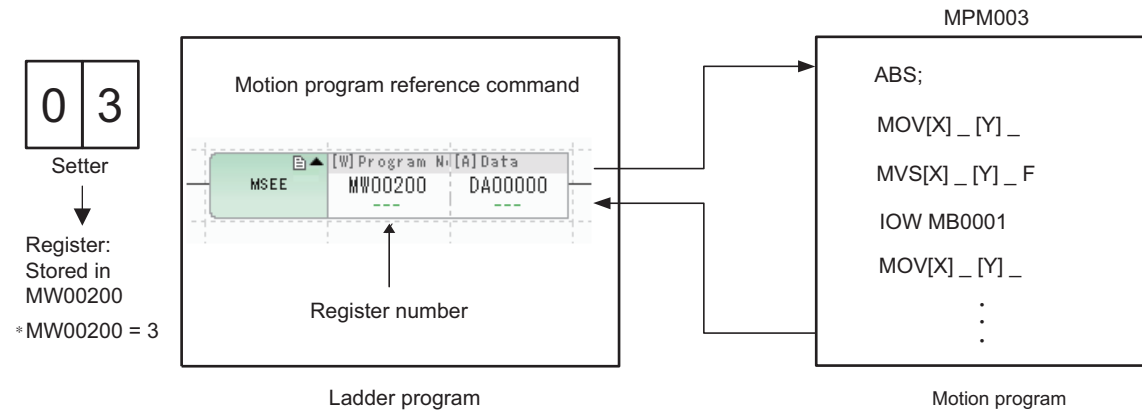 MPM003
0 3
Setter
Register:
Stored in
MW00200
*MW00200 = 3
Motion program reference command
[W]Program N [A]Data
MSEE MW00200 DA00000
--- ---
Register number
Ladder program
ABS;
MOV[X] _ [Y] _
MVS[X] _ [Y] _ F
IOW MB0001
MOV[X] _ [Y] _
Motion program